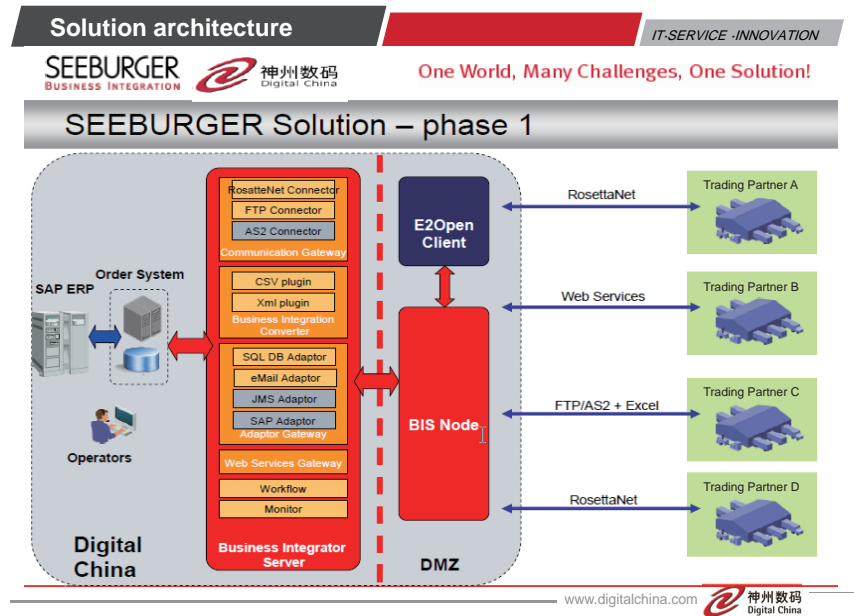 Solution architecture
IT-SERVICE -INNOVATION
SEEBURGER
BUSINESS INTEGRATION
神州数码
Digital China
One World, Many Challenges, One Solution!
SEEBURGER Solution – phase 1
RosatteNet Connector
FTP Connector
AS2 Connector
Communication Gateway
CSV plugin
Xml plugin
Business Integration
Converter
SQL DB Adaptor
eMail Adaptor
JMS Adaptor
SAP Adaptor
Adaptor Gateway
Web Services Gateway
Workflow
Monitor
Business Integrator
Server
Order System
SAP ERP
Operators
Digital
China
E2Open
Client
BIS Node
DMZ
RosettaNet
Trading Partner A
Web Services
Trading Partner B
FTP/AS2 + Excel
Trading Partner C
RosettaNet
Trading Partner D
www.digitalchina.com
神州数码
Digital China